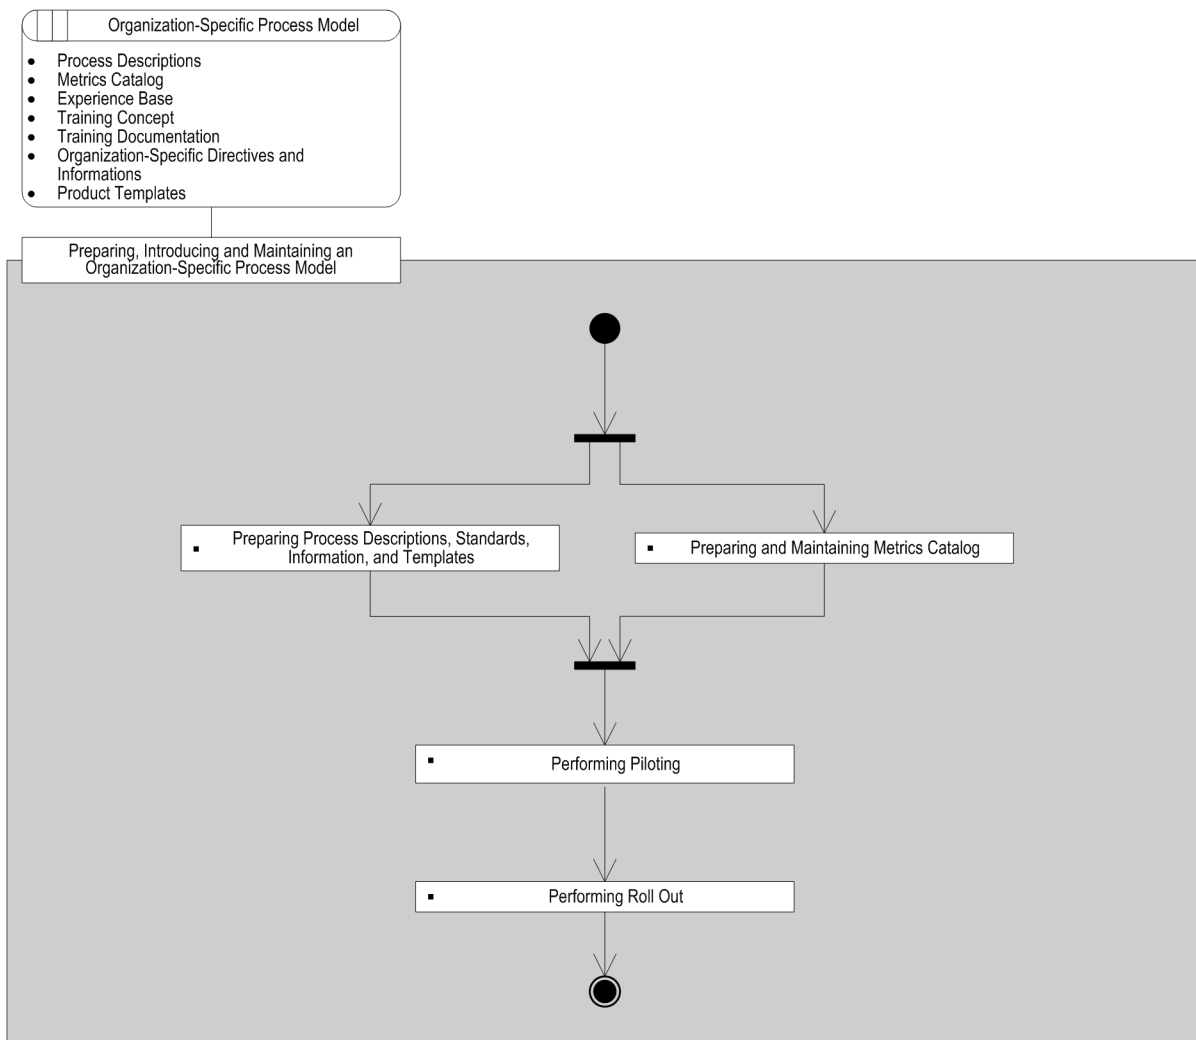 Organization-Specific Process Model
• Process Descriptions
• Metrics Catalog
• Experience Base
• Training Concept
• Training Documentation
• Organization-Specific Directives and
Informations
• Product Templates
Preparing, Introducing and Maintaining an
Organization-Specific Process Model
Preparing Process Descriptions, Standards,
Information, and Templates
Preparing and Maintaining Metrics Catalog
Performing Piloting
Performing Roll Out